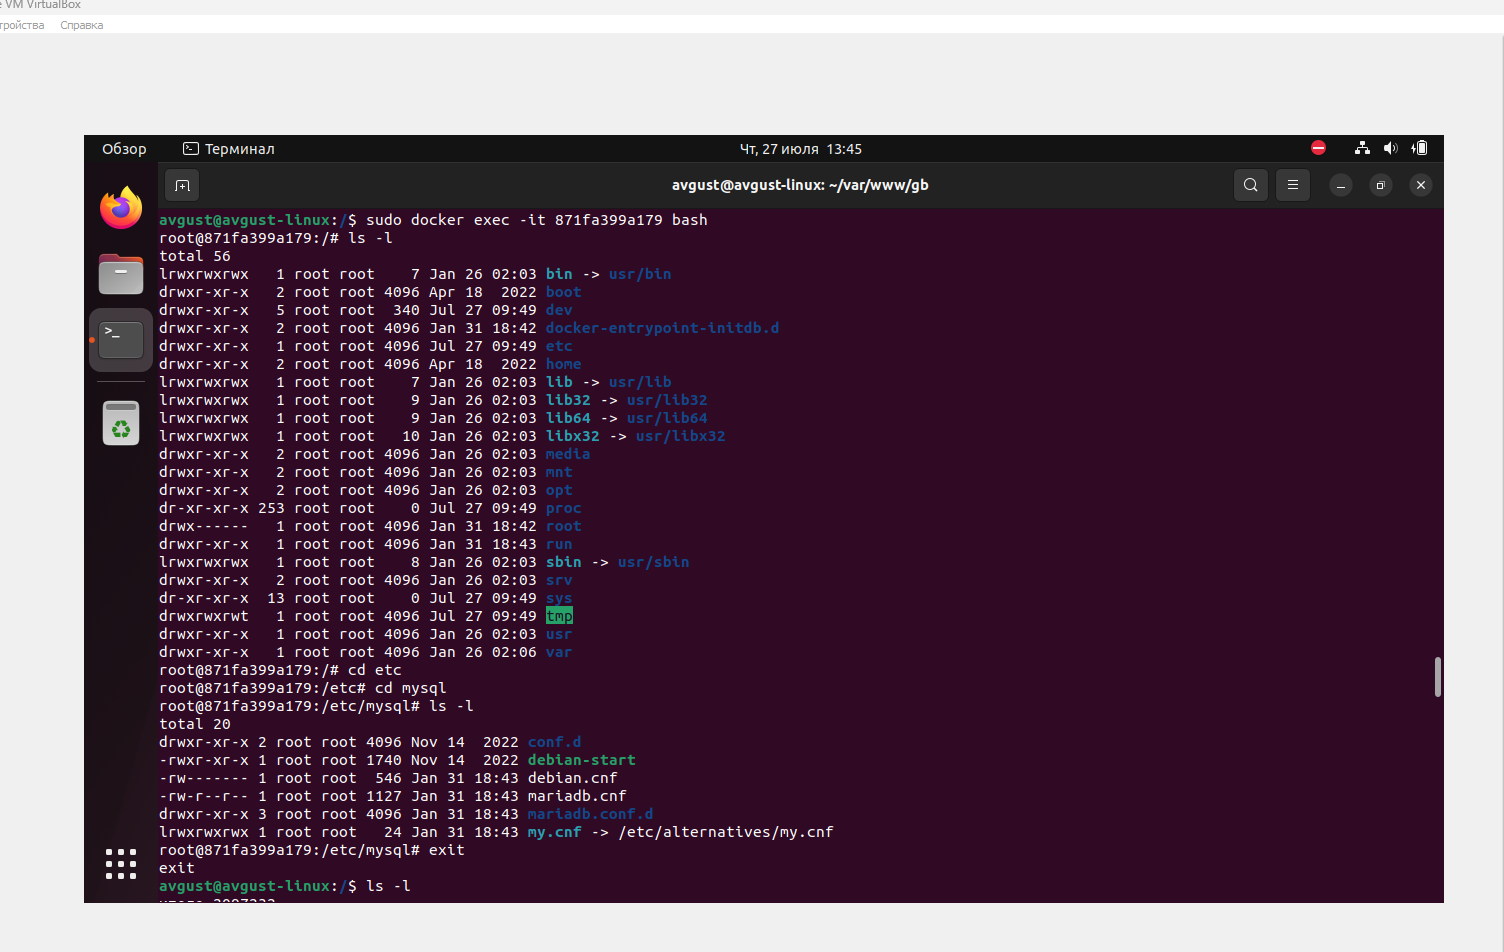 VM VirtualBox
Справка
Обзор
Терминал
Чт, 27 июля 13:45
avgust@avgust-linux: ~/var/www/gb
avgust@avgust-linux:/$ sudo docker exec -it 871fa399a179 bash
root@871fa399a179:/# ls -l
total 56
lrwxrwxrwx   1 root root    7 Jan 26 02:03 bin -> usr/bin
drwxr-xr-x   2 root root 4096 Apr 18  2022 boot
drwxr-xr-x   5 root root  340 Jul 27 09:49 dev
drwxr-xr-x   2 root root 4096 Jan 31 18:42 docker-entrypoint-initdb.d
drwxr-xr-x   1 root root 4096 Jul 27 09:49 etc
drwxr-xr-x   2 root root 4096 Apr 18  2022 home
lrwxrwxrwx   1 root root    7 Jan 26 02:03 lib -> usr/lib
lrwxrwxrwx   1 root root    9 Jan 26 02:03 lib32 -> usr/lib32
lrwxrwxrwx   1 root root    9 Jan 26 02:03 lib64 -> usr/lib64
lrwxrwxrwx   1 root root   10 Jan 26 02:03 libx32 -> usr/libx32
drwxr-xr-x   2 root root 4096 Jan 26 02:03 media
drwxr-xr-x   2 root root 4096 Jan 26 02:03 mnt
drwxr-xr-x   2 root root 4096 Jan 26 02:03 opt
dr-xr-xr-x 253 root root    0 Jul 27 09:49 proc
drwx------   1 root root 4096 Jan 31 18:42 root
drwxr-xr-x   1 root root 4096 Jan 31 18:43 run
lrwxrwxrwx   1 root root    8 Jan 26 02:03 sbin -> usr/sbin
drwxr-xr-x   2 root root 4096 Jan 26 02:03 srv
dr-xr-xr-x  13 root root    0 Jul 27 09:49 sys
drwxrwxrwt   1 root root 4096 Jul 27 09:49 tmp
drwxr-xr-x   1 root root 4096 Jan 26 02:03 usr
drwxr-xr-x   1 root root 4096 Jan 26 02:06 var
root@871fa399a179:/# cd etc
root@871fa399a179:/etc# cd mysql
root@871fa399a179:/etc/mysql# ls -l
total 20
drwxr-xr-x 2 root root 4096 Nov 14  2022 conf.d
-rwxr-xr-x 1 root root 1740 Nov 14  2022 debian-start
-rw------- 1 root root  546 Jan 31 18:43 debian.cnf
-rw-r--r-- 1 root root 1127 Jan 31 18:43 mariadb.cnf
drwxr-xr-x 3 root root 4096 Jan 31 18:43 mariadb.conf.d
lrwxrwxrwx 1 root root   24 Jan 31 18:43 my.cnf -> /etc/alternatives/my.cnf
root@871fa399a179:/etc/mysql# exit
exit
avgust@avgust-linux:/$ ls -l